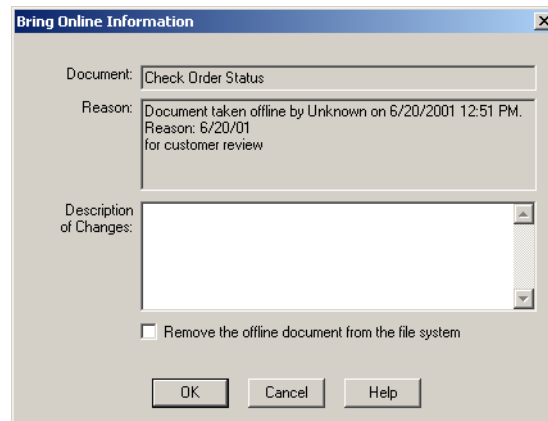 Bring Online Information
Document: Check Order Status
Reason: Document taken offline by Unknown on 6/20/2001 12:51 PM.
Reason: 6/20/01
for customer review
Description
of Changes:
Remove the offline document from the file system
OK Cancel Help